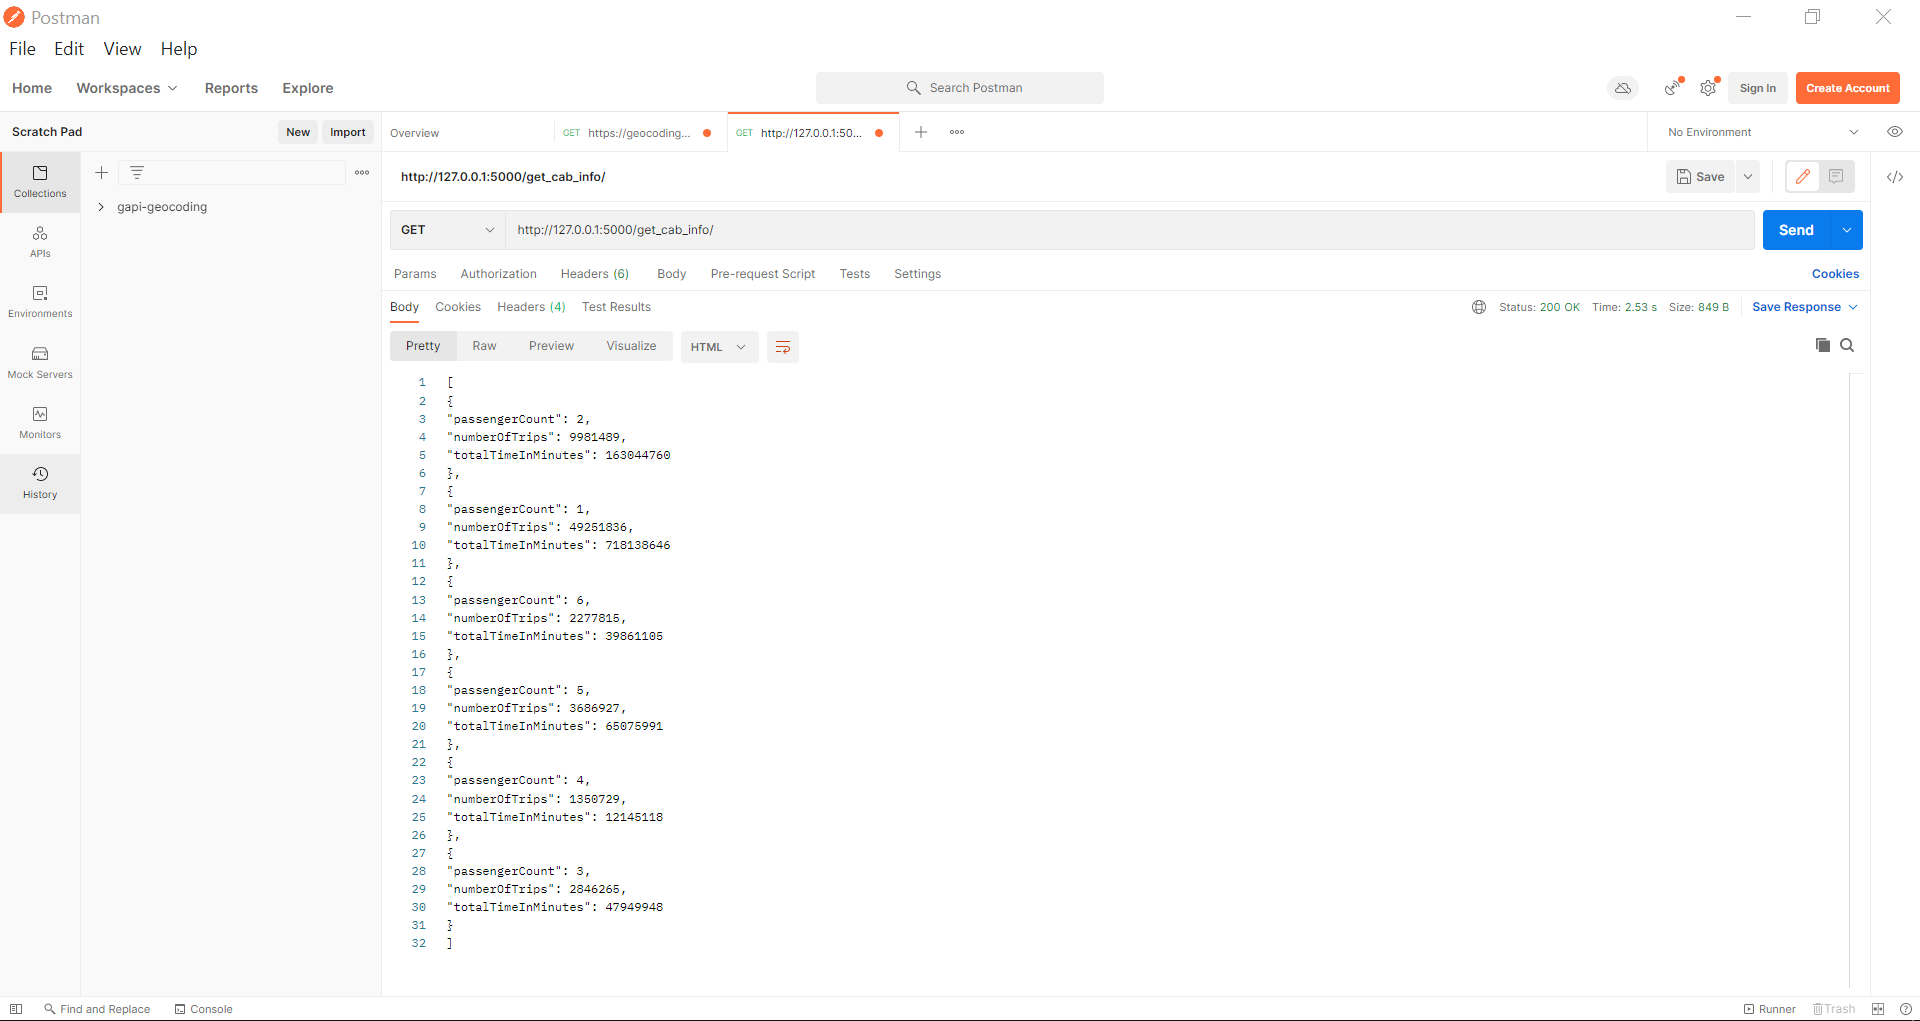 Postman
File Edit View Help
Home Workspaces Reports Explore Search Postman Sign In Create Account
Scratch Pad New Import Overview GET https://geocoding... GET http://127.0.0.1:50... No Environment
Collections
APIs
Environments
Mock Servers
Monitors
History
gapi-geocoding
http://127.0.0.1:5000/get_cab_info/ Save
GET http://127.0.0.1:5000/get_cab_info/ Send
Params Authorization Headers (6) Body Pre-request Script Tests Settings Cookies
Body Cookies Headers (4) Test Results Status: 200 OK Time: 2.53 s Size: 849 B Save Response
Pretty Raw Preview Visualize HTML
1 [
2 {
3 "passengerCount": 2,
4 "numberOfTrips": 9981489,
5 "totalTimeInMinutes": 163044760
6 },
7 {
8 "passengerCount": 1,
9 "numberOfTrips": 49251836,
10 "totalTimeInMinutes": 718138646
11 },
12 {
13 "passengerCount": 6,
14 "numberOfTrips": 2277815,
15 "totalTimeInMinutes": 39861105
16 },
17 {
18 "passengerCount": 5,
19 "numberOfTrips": 3686927,
20 "totalTimeInMinutes": 65075991
21 },
22 {
23 "passengerCount": 4,
24 "numberOfTrips": 1350729,
25 "totalTimeInMinutes": 12145118
26 },
27 {
28 "passengerCount": 3,
29 "numberOfTrips": 2846265,
30 "totalTimeInMinutes": 47949948
31 }
32 ]
Find and Replace Console Runner Trash